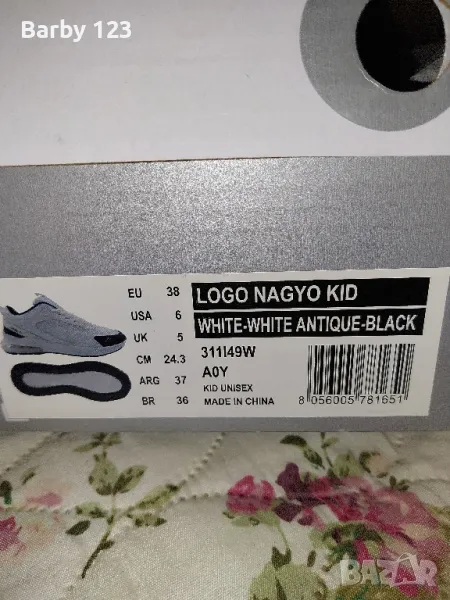 Barby 123
EU 38 LOGO NAGYO KID
USA 6 WHITE-WHITE ANTIQUE-BLACK
UK 5 311I49W
CM 24.3 A0Y
ARG 37 KID UNISEX
BR 36 MADE IN CHINA
8 056005 781651
BAZAR